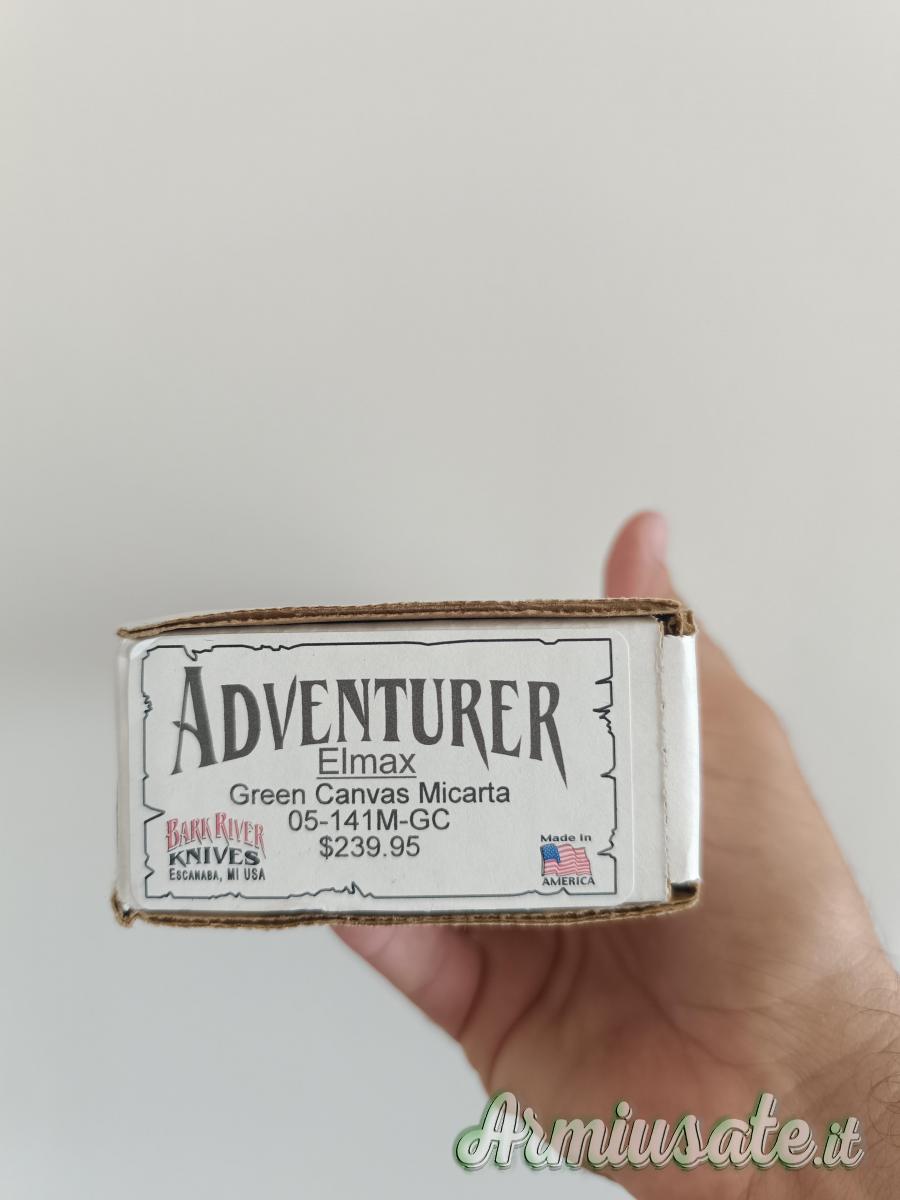 ADVENTURER
Elmax
Green Canvas Micarta
05-141M-GC
$239.95
BARK RIVER
KNIVES
ESCANABA, MI USA
Made in
AMERICA
Armiusate.it